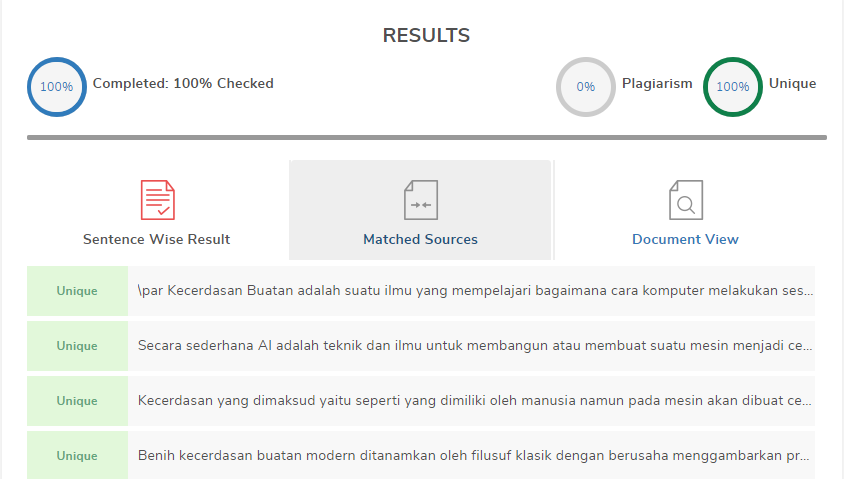 RESULTS
100% Completed: 100% Checked 0% Plagiarism 100% Unique
Sentence Wise Result Matched Sources Document View
Unique \par Kecerdasan Buatan adalah suatu ilmu yang mempelajari bagaimana cara komputer melakukan ses...
Unique Secara sederhana AI adalah teknik dan ilmu untuk membangun atau membuat suatu mesin menjadi ce...
Unique Kecerdasan yang dimaksud yaitu seperti yang dimiliki oleh manusia namun pada mesin akan dibuat ce...
Unique Benih kecerdasan buatan modern ditanamkan oleh filusuf klasik dengan berusaha menggambarkan pr...